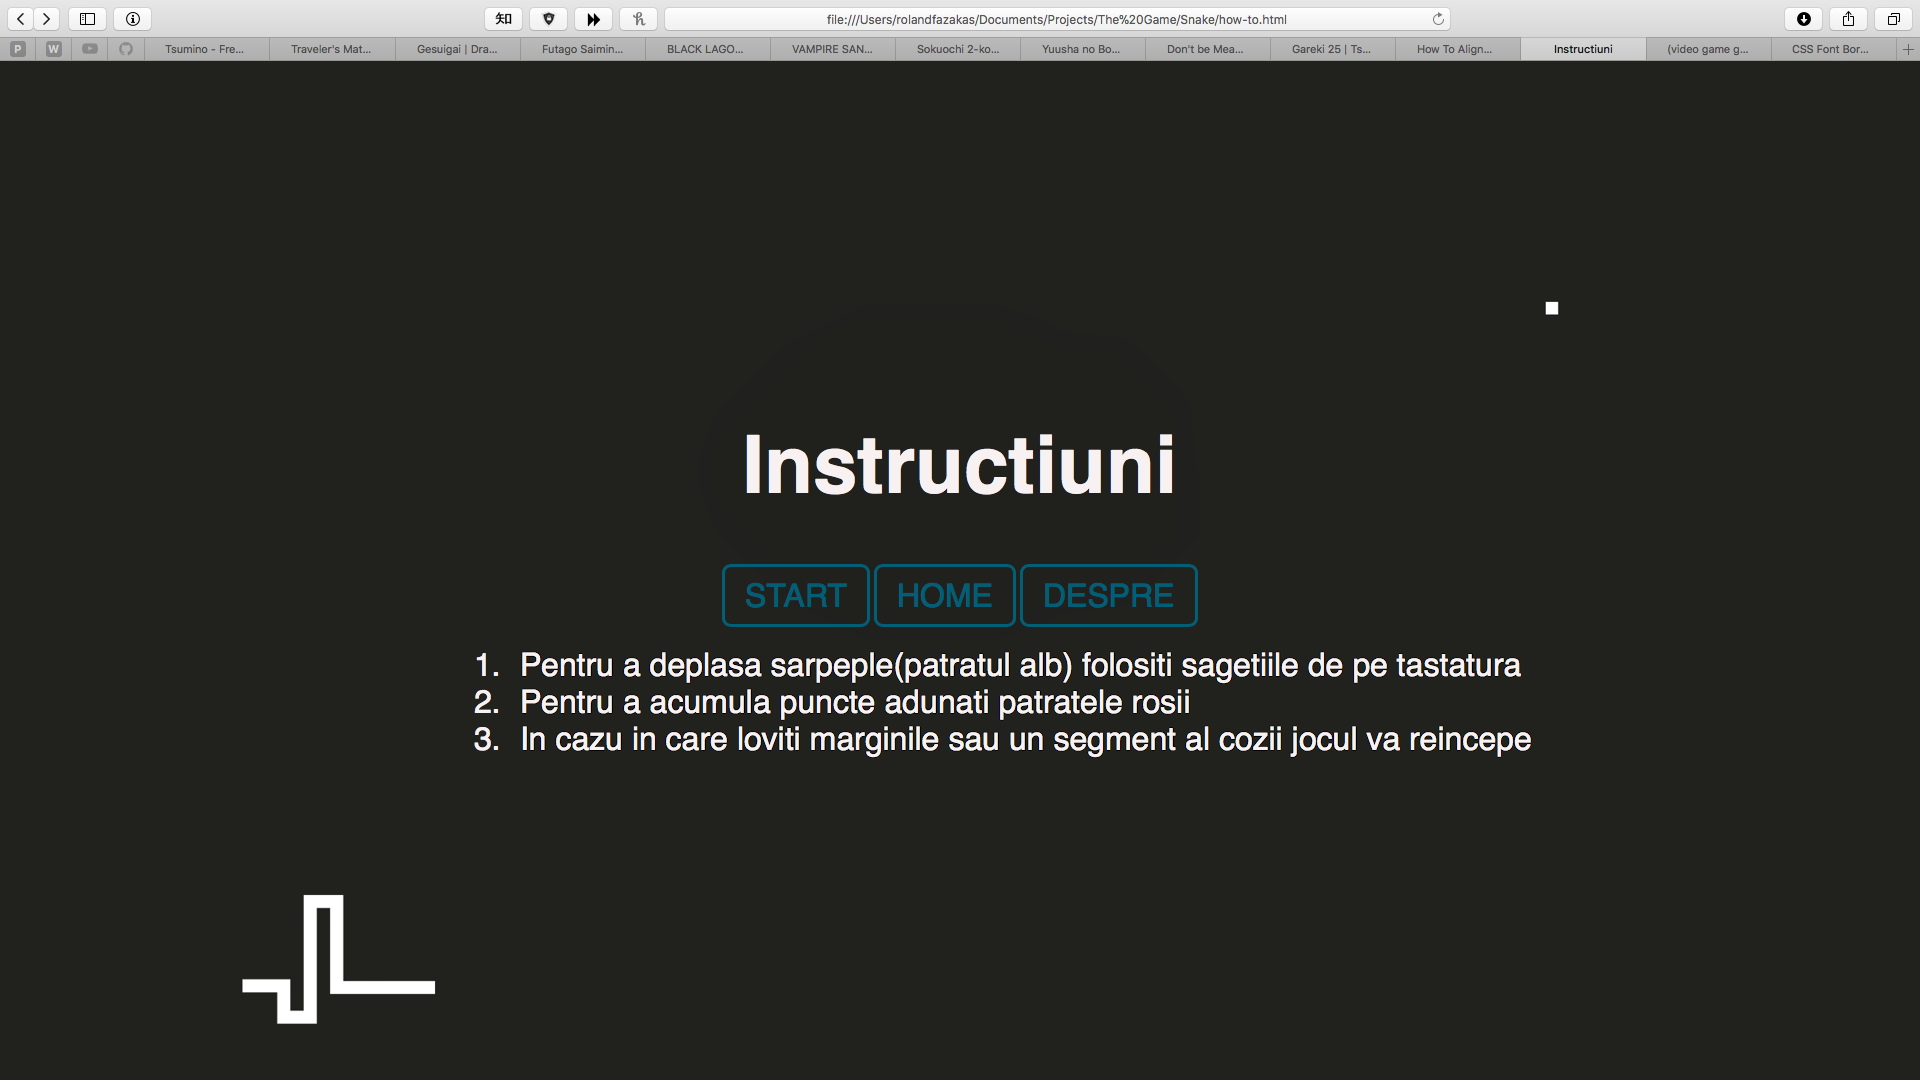 知
file:///Users/rolandfazakas/Documents/Projects/The%20Game/Snake/how-to.html
P
W
Tsumino - Fre...
Traveler's Mat...
Gesuigai | Dra...
Futago Saimin...
BLACK LAGO...
VAMPIRE SAN...
Sokuochi 2-ko...
Yuusha no Bo...
Don't be Mea...
Gareki 25 | Ts...
How To Align...
Instructiuni
(video game g...
CSS Font Bor...
Instructiuni
START HOME DESPRE
1. Pentru a deplasa sarpeple(patratul alb) folositi sagetiile de pe tastatura
2. Pentru a acumula puncte adunati patratele rosii
3. In cazu in care loviti marginile sau un segment al cozii jocul va reincepe